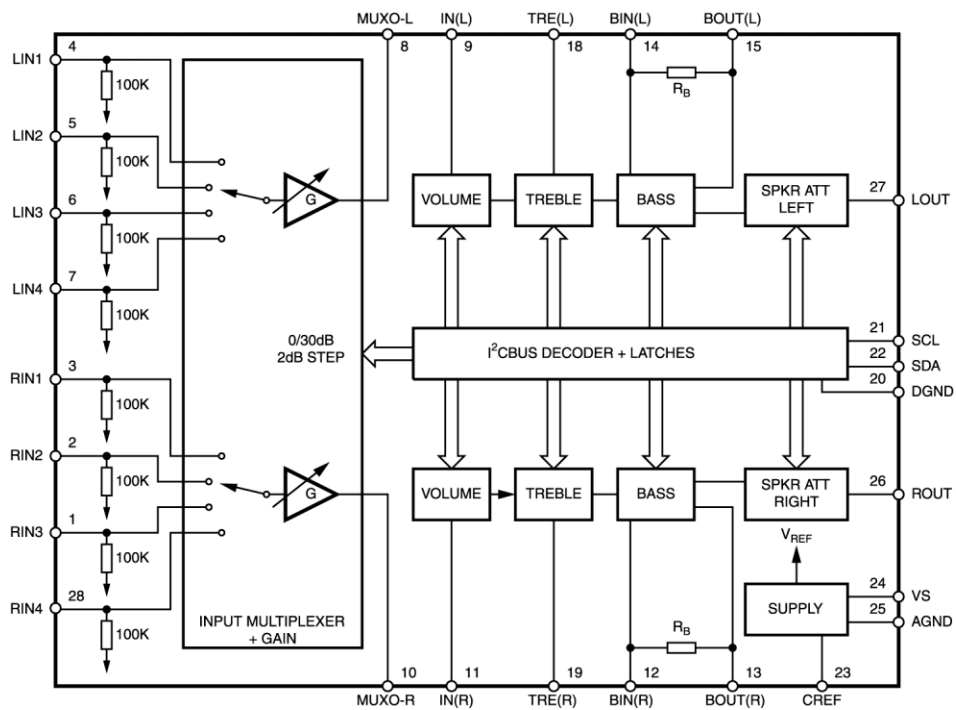 MUXO-L IN(L) TRE(L) BIN(L) BOUT(L)
8 9 18 14 15
LIN1 4
100K
RB
LIN2 5
100K
G
VOLUME TREBLE BASS SPKR ATT LEFT 27 LOUT
LIN3 6
100K
LIN4 7
100K
0/30dB
2dB STEP
I2CBUS DECODER + LATCHES
21 SCL
22 SDA
20 DGND
RIN1 3
100K
RIN2 2
100K
G
VOLUME TREBLE BASS SPKR ATT RIGHT 26 ROUT
RIN3 1
100K
VREF
RIN4 28
100K
INPUT MULTIPLEXER
+ GAIN
SUPPLY
24 VS
25 AGND
RB
10 11 19 12 13 23
MUXO-R IN(R) TRE(R) BIN(R) BOUT(R) CREF